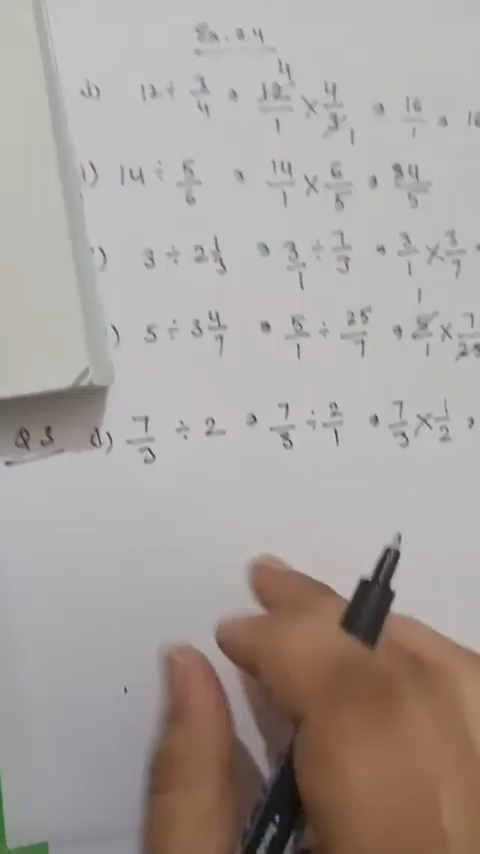 Ex. 2.4
i) 12 ÷ 3/4 = 12/1 4 × 4/3 1 = 16/1 = 16
i) 14 ÷ 5/6 = 14/1 × 6/5 = 84/5
) 3 ÷ 2 1/3 = 3/1 ÷ 7/3 = 3/1 × 3/7
) 5 ÷ 3 4/7 = 5/1 ÷ 25/7 = 1 5/1 × 7/25
Q3 i) 7/3 ÷ 2 = 7/3 ÷ 2/1 = 7/3 × 1/2 =